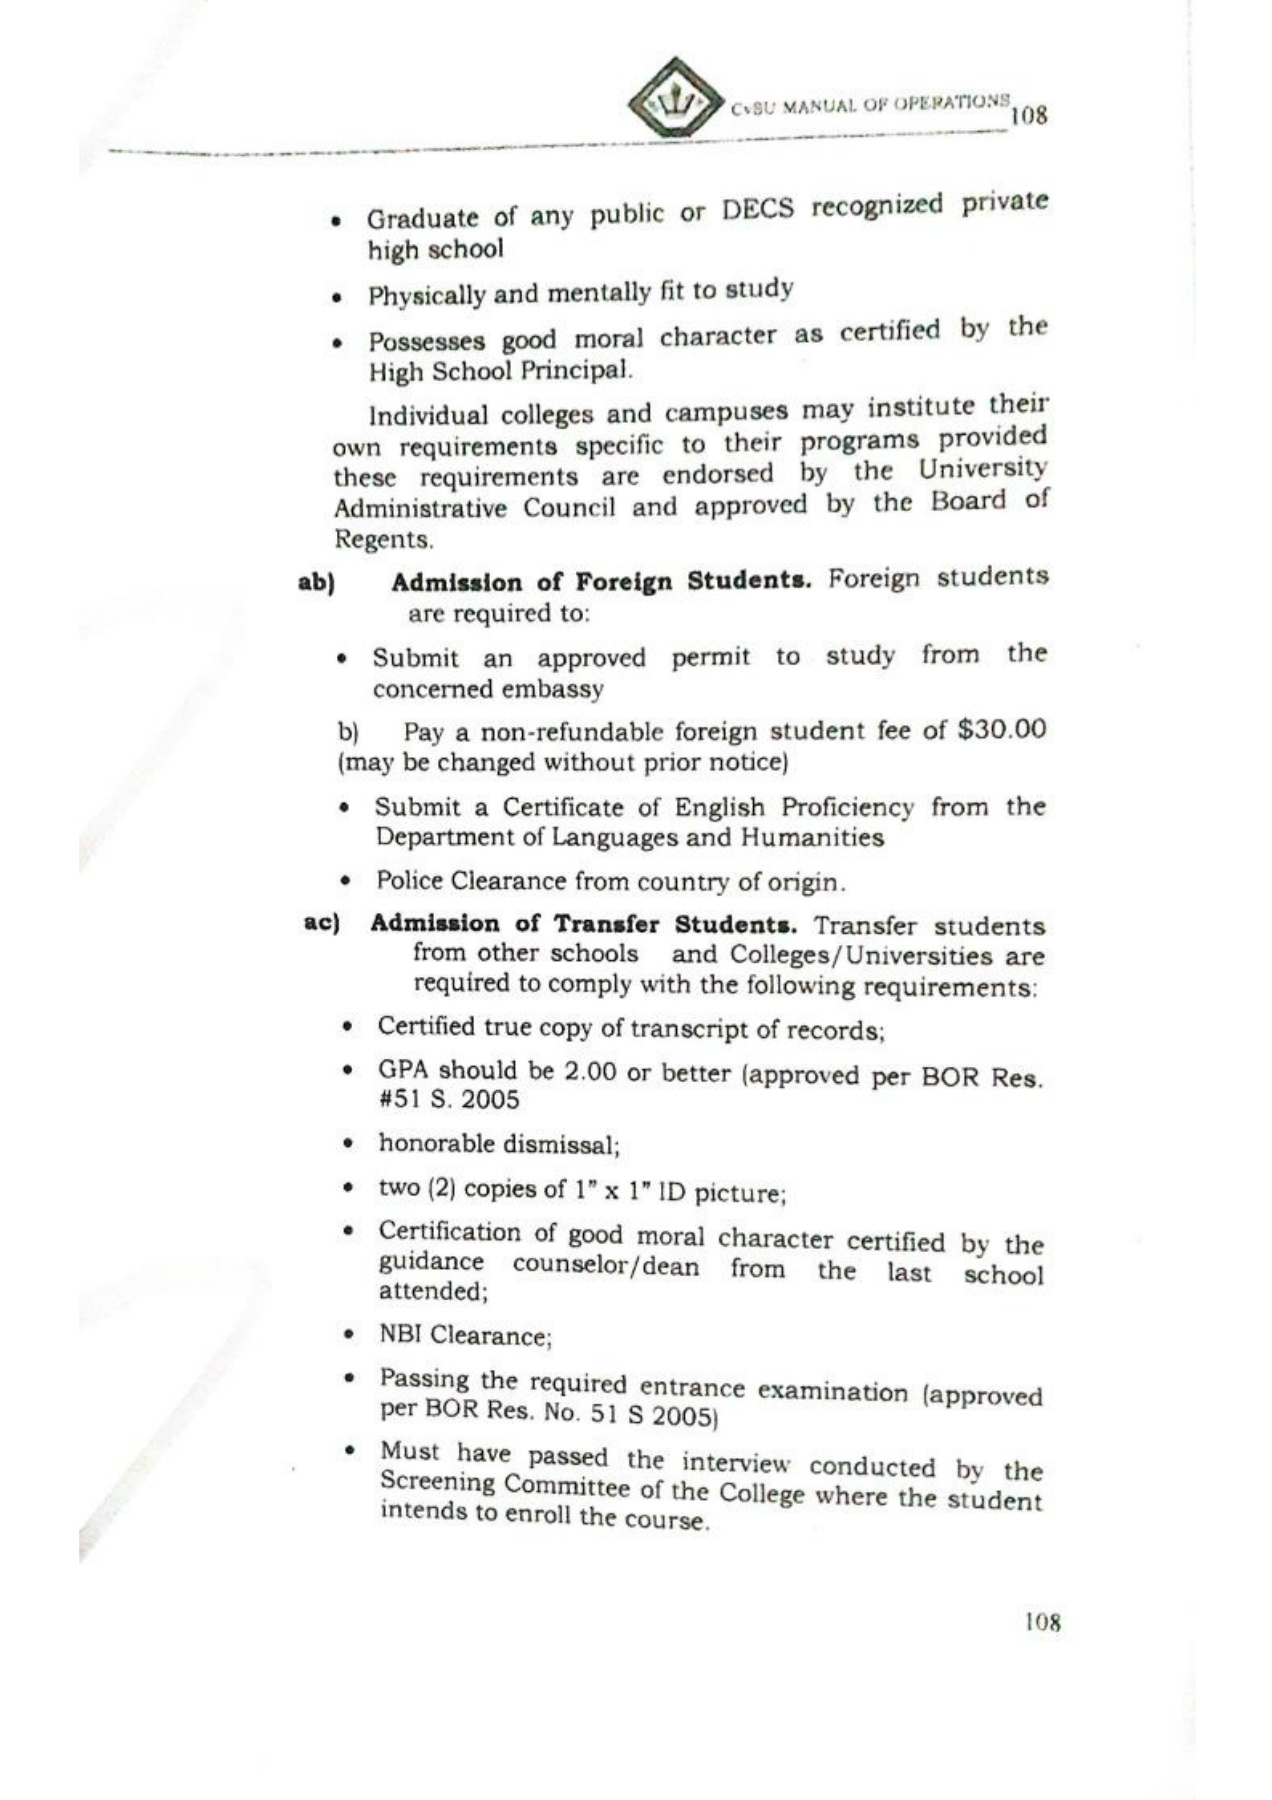 CvSU MANUAL OF OPERATIONS 108
• Graduate of any public or DECS recognized private
high school
• Physically and mentally fit to study
• Possesses good moral character as certified by the
High School Principal.
Individual colleges and campuses may institute their
own requirements specific to their programs provided
these requirements are endorsed by the University
Administrative Council and approved by the Board of
Regents.
ab) Admission of Foreign Students. Foreign students
are required to:
• Submit an approved permit to study from the
concerned embassy
b) Pay a non-refundable foreign student fee of $30.00
(may be changed without prior notice)
• Submit a Certificate of English Proficiency from the
Department of Languages and Humanities
• Police Clearance from country of origin.
ac) Admission of Transfer Students. Transfer students
from other schools and Colleges/Universities are
required to comply with the following requirements:
• Certified true copy of transcript of records;
• GPA should be 2.00 or better (approved per BOR Res.
#51 S. 2005
• honorable dismissal;
• two (2) copies of 1” x 1” ID picture;
• Certification of good moral character certified by the
guidance counselor/dean from the last school
attended;
• NBI Clearance;
• Passing the required entrance examination (approved
per BOR Res. No. 51 S 2005)
• Must have passed the interview conducted by the
Screening Committee of the College where the student
intends to enroll the course.
108